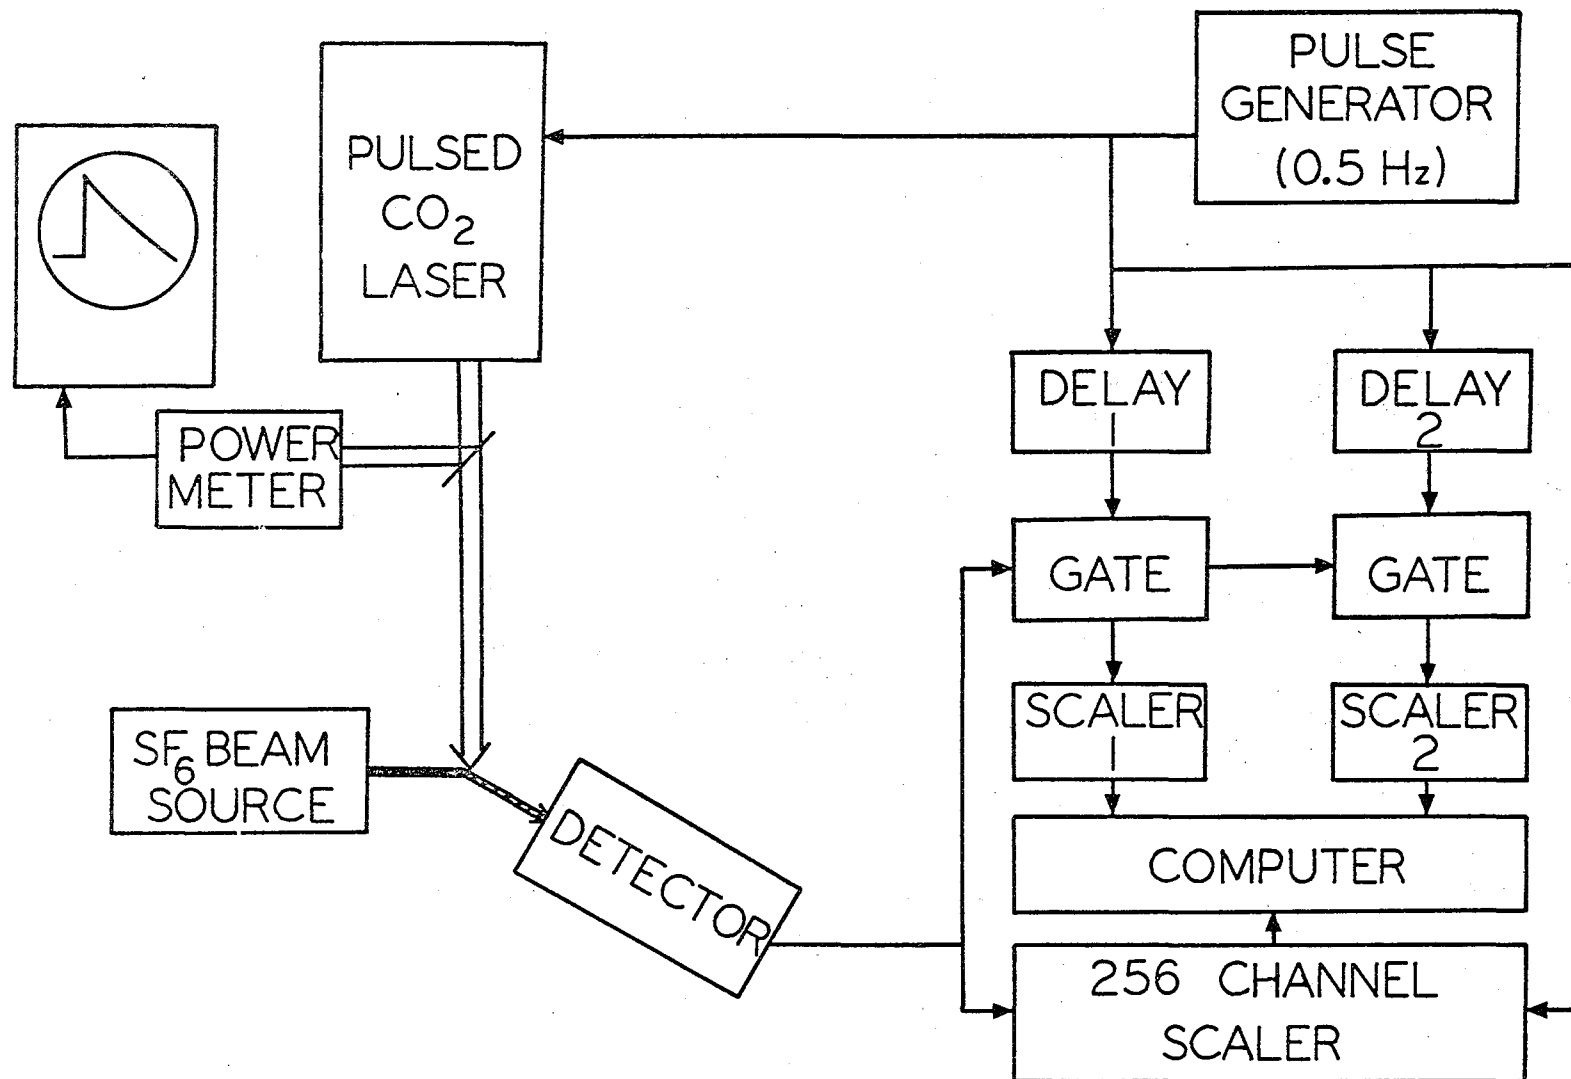 PULSE
GENERATOR
(0.5 Hz)
PULSED
CO₂
LASER
POWER
METER
DELAY
1
DELAY
2
GATE
GATE
SCALER
1
SCALER
2
SF₆ BEAM
SOURCE
DETECTOR
COMPUTER
256 CHANNEL
SCALER